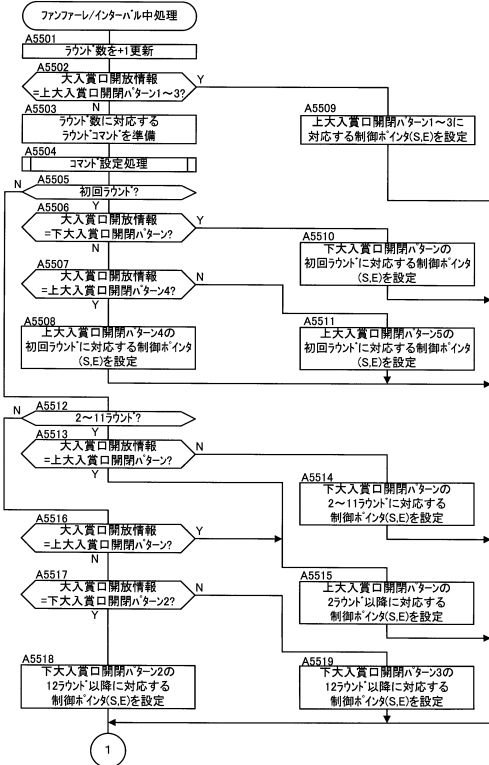 ファンファーレ/インターバル中処理
A5501
ラウンド数を+1更新
A5502
大入賞口開放情報
=上大入賞口開閉パターン1～3?
Y
N
A5503
ラウンド数に対応する
ラウンドコマンドを準備
A5509
上大入賞口開閉パターン1～3に
対応する制御ポインタ(S,E)を設定
A5504
コマンド設定処理
A5505
N
初回ラウンド?
Y
A5506
大入賞口開放情報
=下大入賞口開閉パターン?
Y
N
A5510
下大入賞口開閉パターンの
初回ラウンドに対応する制御ポインタ
(S,E)を設定
A5507
大入賞口開放情報
=上大入賞口開閉パターン4?
N
Y
A5508
上大入賞口開閉パターン4の
初回ラウンドに対応する制御ポインタ
(S,E)を設定
A5511
上大入賞口開閉パターン5の
初回ラウンドに対応する制御ポインタ
(S,E)を設定
A5512
N
2～11ラウンド?
Y
A5513
大入賞口開放情報
=上大入賞口開閉パターン?
N
Y
A5514
下大入賞口開閉パターンの
2～11ラウンドに対応する
制御ポインタ(S,E)を設定
A5516
大入賞口開放情報
=上大入賞口開閉パターン?
Y
N
A5515
上大入賞口開閉パターンの
2ラウンド以降に対応する
制御ポインタ(S,E)を設定
A5517
大入賞口開放情報
=下大入賞口開閉パターン2?
N
Y
A5518
下大入賞口開閉パターン2の
12ラウンド以降に対応する
制御ポインタ(S,E)を設定
A5519
下大入賞口開閉パターン3の
12ラウンド以降に対応する
制御ポインタ(S,E)を設定
1